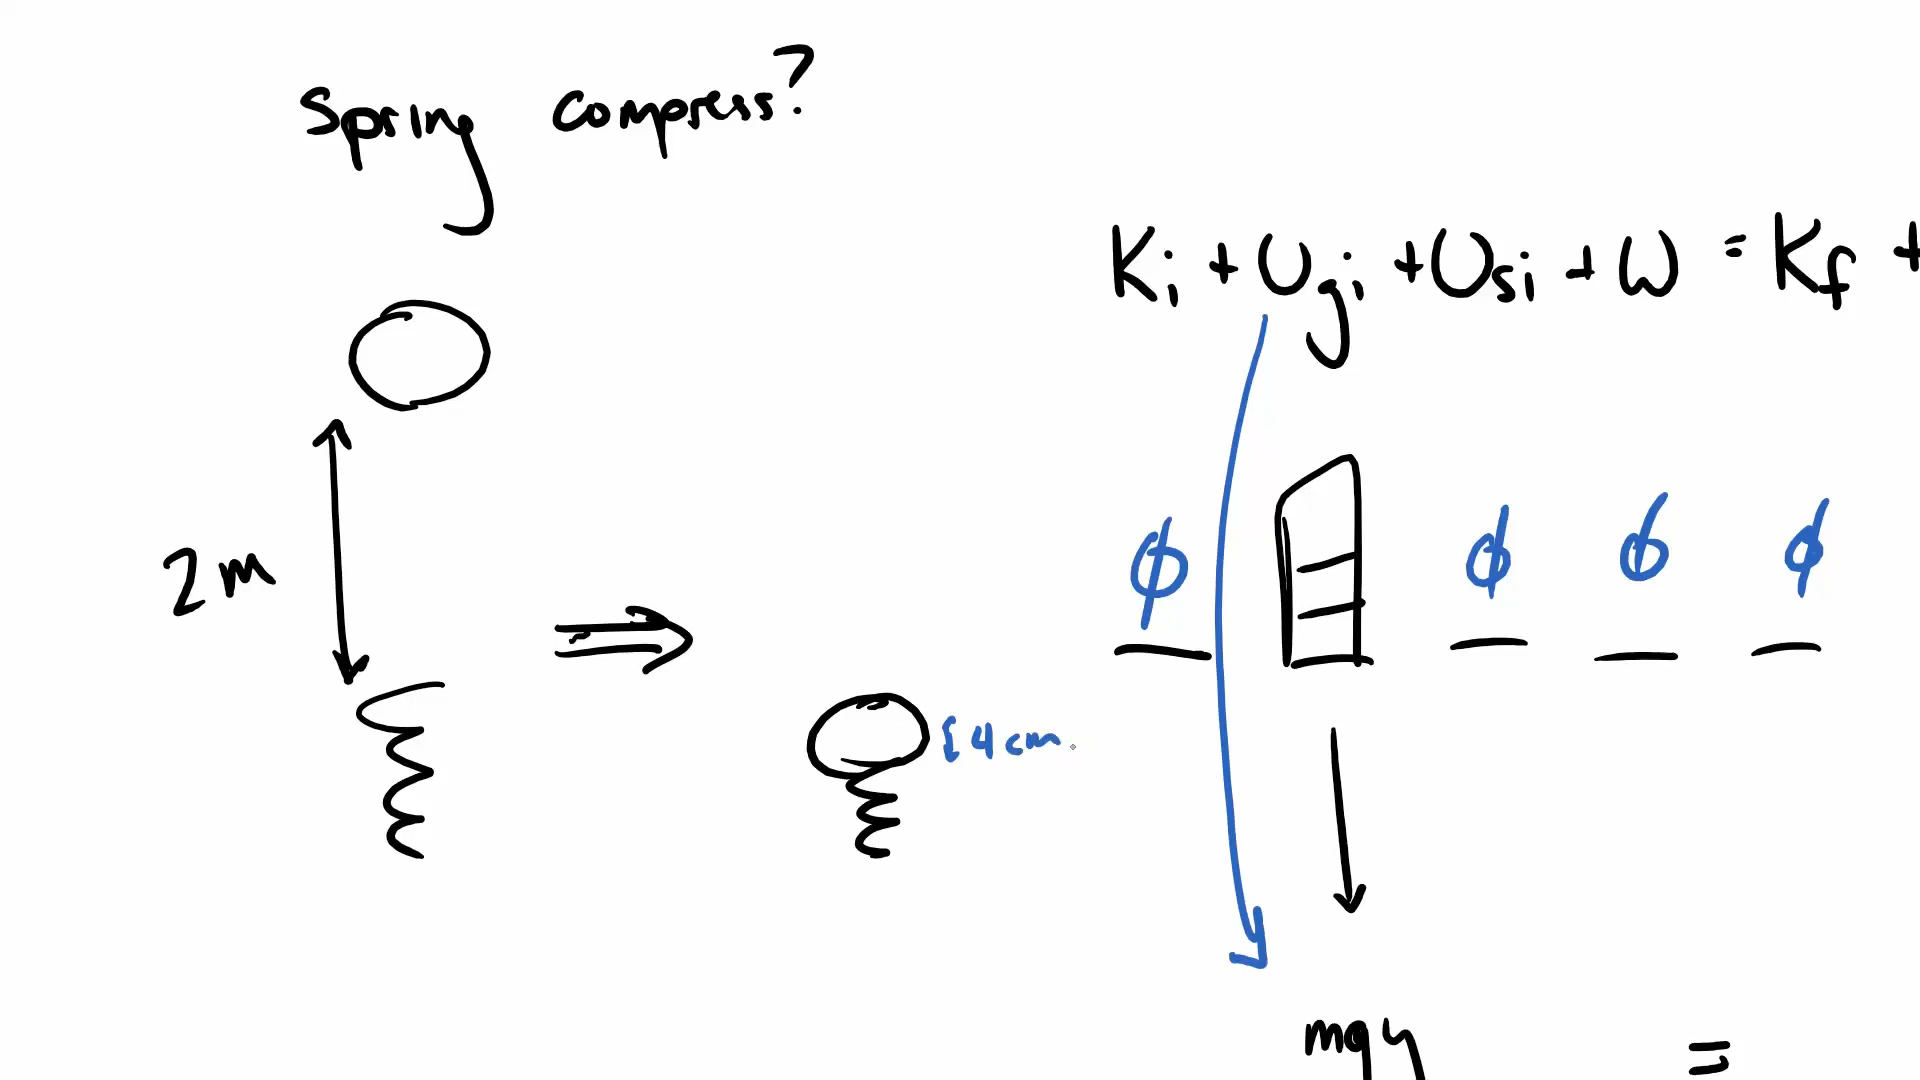 Spring compress?
Ki + Ugi + Usi + W = Kf +
2m
ϕ ϕ ϕ ϕ
4 cm
mgy =